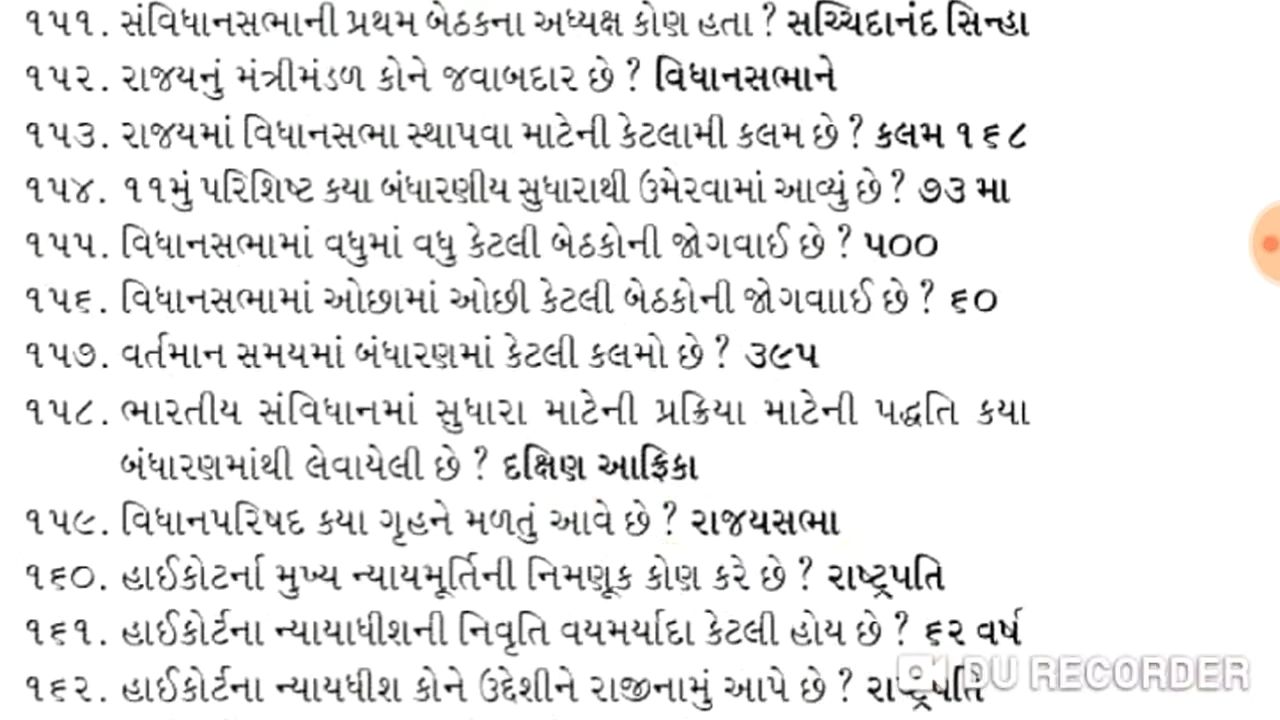 ૧૫૧. સંવિધાનસભાની પ્રથમ બેઠકના અધ્યક્ષ કોણ હતા ? સચ્ચિદાનંદ સિન્હા
૧૫૨. રાજયનું મંત્રીમંડળ કોને જવાબદાર છે ? વિધાનસભાને
૧૫૩. રાજયમાં વિધાનસભા સ્થાપવા માટેની કેટલામી કલમ છે ? કલમ ૧૬૮
૧૫૪. ૧૧મું પરિશિષ્ટ કયા બંધારણીય સુધારાથી ઉમેરવામાં આવ્યું છે ? ૭૩ મા
૧૫૫. વિધાનસભામાં વધુમાં વધુ કેટલી બેઠકોની જોગવાઈ છે ? ૫૦૦
૧૫૬. વિધાનસભામાં ઓછામાં ઓછી કેટલી બેઠકોની જોગવાાઈ છે ? ૬૦
૧૫૭. વર્તમાન સમયમાં બંધારણમાં કેટલી કલમો છે ? ૩૯૫
૧૫૮. ભારતીય સંવિધાનમાં સુધારા માટેની પ્રક્રિયા માટેની પદ્ધતિ કયા
બંધારણમાંથી લેવાયેલી છે ? દક્ષિણ આફ્રિકા
૧૫૯. વિધાનપરિષદ કયા ગૃહને મળતું આવે છે ? રાજયસભા
૧૬૦. હાઈકોટર્ના મુખ્ય ન્યાયમૂર્તિની નિમણૂક કોણ કરે છે ? રાષ્ટ્રપતિ
૧૬૧. હાઈકોર્ટના ન્યાયાધીશની નિવૃતિ વયમર્યાદા કેટલી હોય છે ? ૬૨ વર્ષ
૧૬૨. હાઈકોર્ટના ન્યાયધીશ કોને ઉદ્દેશીને રાજીનામું આપે છે ? રાષ્ટ્રપતિ
DU RECORDER